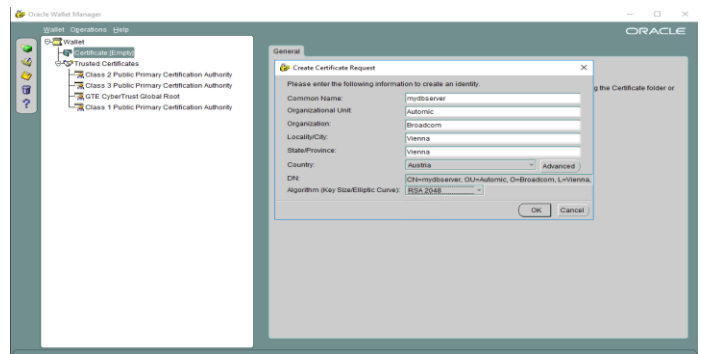 Oracle Wallet Manager
Wallet Operations Help
ORACLE
Wallet
Certificate:[Empty]
Trusted Certificates
Class 2 Public Primary Certification Authority
Class 3 Public Primary Certification Authority
GTE CyberTrust Global Root
Class 1 Public Primary Certification Authority
General
g the Certificate folder or
Create Certificate Request
Please enter the following information to create an identity.
Common Name: mydbserver
Organizational Unit: Automic
Organization: Broadcom
Locality/City: Vienna
State/Province: Vienna
Country: Austria Advanced
DN: CN=mydbserver, OU=Automic, O=Broadcom, L=Vienna,
Algorithm (Key Size/Elliptic Curve): RSA 2048
OK Cancel